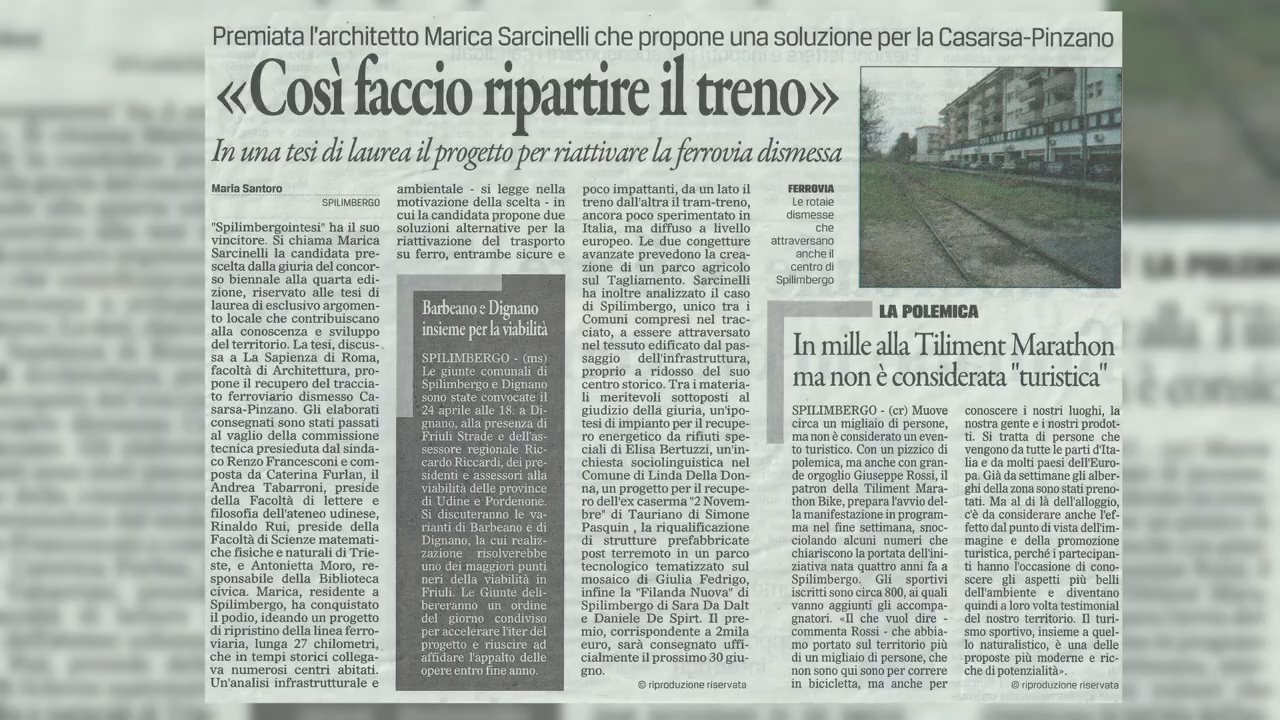 Premiata l'architetto Marica Sarcinelli che propone una soluzione per la Casarsa-Pinzano
«Così faccio ripartire il treno»
In una tesi di laurea il progetto per riattivare la ferrovia dismessa
Maria Santoro
SPILIMBERGO
"Spilimbergointesi" ha il suo
vincitore. Si chiama Marica
Sarcinelli la candidata pre-
scelta dalla giuria del concor-
so biennale alla quarta edi-
zione, riservato alle tesi di
laurea di esclusivo argomen-
to locale che contribuiscano
alla conoscenza e sviluppo
del territorio. La tesi, discus-
sa a La Sapienza di Roma,
facoltà di Architettura, pro-
pone il recupero del traccia-
to ferroviario dismesso Ca-
sarsa-Pinzano. Gli elaborati
consegnati sono stati passati
al vaglio della commissione
tecnica presieduta dal sinda-
co Renzo Francesconi e com-
posta da Caterina Furlan, il
Andrea Tabarroni, preside
della Facoltà di lettere e
filosofia dell'ateneo udinese,
Rinaldo Rui, preside della
Facoltà di Scienze matemati-
che fisiche e naturali di Trie-
ste, e Antonietta Moro, re-
sponsabile della Biblioteca
civica. Marica, residente a
Spilimbergo, ha conquistato
il podio, ideando un progetto
di ripristino della linea ferro-
viaria, lunga 27 chilometri,
che in tempi storici collega-
va numerosi centri abitati.
Un'analisi infrastrutturale e
ambientale - si legge nella
motivazione della scelta - in
cui la candidata propone due
soluzioni alternative per la
riattivazione del trasporto
su ferro, entrambe sicure e
Barbeano e Dignano
insieme per la viabilità
SPILIMBERGO - (ms)
Le giunte comunali di
Spilimbergo e Dignano
sono state convocate il
24 aprile alle 18. a Di-
gnano, alla presenza di
Friuli Strade e dell'as-
sessore regionale Ric-
cardo Riccardi, dei pre-
sidenti e assessori alla
viabilità delle province
di Udine e Pordenone.
Si discuteranno le va-
rianti di Barbeano e di
Dignano, la cui realiz-
zazione risolverebbe
uno dei maggiori punti
neri della viabilità in
Friuli. Le Giunte deli-
bereranno un ordine
del giorno condiviso
per accelerare l'iter del
progetto e riuscire ad
affidare l'appalto delle
opere entro fine anno.
poco impattanti, da un lato il
treno dall'altra il tram-treno,
ancora poco sperimentato in
Italia, ma diffuso a livello
europeo. Le due congetture
avanzate prevedono la crea-
zione di un parco agricolo
sul Tagliamento. Sarcinelli
ha inoltre analizzato il caso
di Spilimbergo, unico tra i
Comuni compresi nel trac-
ciato, a essere attraversato
nel tessuto edificato dal pas-
saggio dell'infrastruttura,
proprio a ridosso del suo
centro storico. Tra i materia-
li meritevoli sottoposti al
giudizio della giuria, un'ipo-
tesi di impianto per il recupe-
ro energetico da rifiuti spe-
ciali di Elisa Bertuzzi, un'in-
chiesta sociolinguistica nel
Comune di Linda Della Don-
na, un progetto per il recupe-
ro dell'ex caserma "2 Novem-
bre" di Tauriano di Simone
Pasquin , la riqualificazione
di strutture prefabbricate
post terremoto in un parco
tecnologico tematizzato sul
mosaico di Giulia Fedrigo,
infine la "Filanda Nuova" di
Spilimbergo di Sara Da Dalt
e Daniele De Spirt. Il pre-
mio, corrispondente a 2mila
euro, sarà consegnato uffi-
cialmente il prossimo 30 giu-
gno.
© riproduzione riservata
FERROVIA
Le rotaie
dismesse
che
attraversano
anche il
centro di
Spilimbergo
LA POLEMICA
In mille alla Tiliment Marathon
ma non è considerata "turistica"
SPILIMBERGO - (cr) Muove
circa un migliaio di persone,
ma non è considerato un even-
to turistico. Con un pizzico di
polemica, ma anche con gran-
de orgoglio Giuseppe Rossi, il
patron della Tiliment Mara-
thon Bike, prepara l'avvio del-
la manifestazione in program-
ma nel fine settimana, snoc-
ciolando alcuni numeri che
chiariscono la portata dell'ini-
ziativa nata quattro anni fa a
Spilimbergo. Gli sportivi
iscritti sono circa 800, ai quali
vanno aggiunti gli accompa-
gnatori. «Il che vuol dire -
commenta Rossi - che abbia-
mo portato sul territorio più
di un migliaio di persone, che
non sono qui sono per correre
in bicicletta, ma anche per
conoscere i nostri luoghi, la
nostra gente e i nostri prodot-
ti. Si tratta di persone che
vengono da tutte le parti d'Ita-
lia e da molti paesi dell'Euro-
pa. Già da settimane gli alber-
ghi della zona sono stati preno-
tati. Ma al di là dell'alloggio,
c'è da considerare anche l'ef-
fetto dal punto di vista dell'im-
magine e della promozione
turistica, perché i partecipan-
ti hanno l'occasione di cono-
scere gli aspetti più belli
dell'ambiente e diventano
quindi a loro volta testimonial
del nostro territorio. Il turi-
smo sportivo, insieme a quel-
lo naturalistico, è una delle
proposte più moderne e ric-
che di potenzialità».
© riproduzione riservata